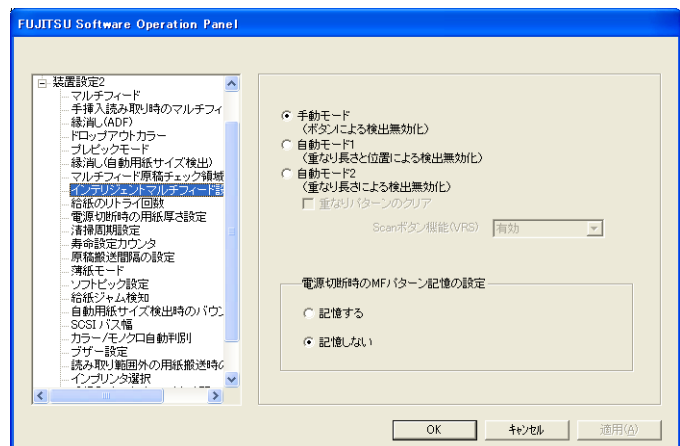 FUJITSU Software Operation Panel
装置設定2
マルチフィード
手挿入読み取り時のマルチフィ
縁消し(ADF)
ドロップアウトカラー
プレピックモード
縁消し(自動用紙サイズ検出)
マルチフィード原稿チェック領域
インテリジェントマルチフィード設
給紙のリトライ回数
電源切断時の用紙厚さ設定
清掃周期設定
寿命設定カウンタ
原稿搬送間隔の設定
薄紙モード
ソフトピック設定
給紙ジャム検知
自動用紙サイズ検出時のバウン
SCSI バス幅
カラー/モノクロ自動判別
ブザー設定
読み取り範囲外の用紙搬送時の
インプリンタ選択
手動モード
(ボタンによる検出無効化)
自動モード1
(重なり長さと位置による検出無効化)
自動モード2
(重なり長さによる検出無効化)
重なりパターンのクリア
Scanボタン機能(VRS) 有効
電源切断時のMFパターン記憶の設定
記憶する
記憶しない
OK キャンセル 適用(A)